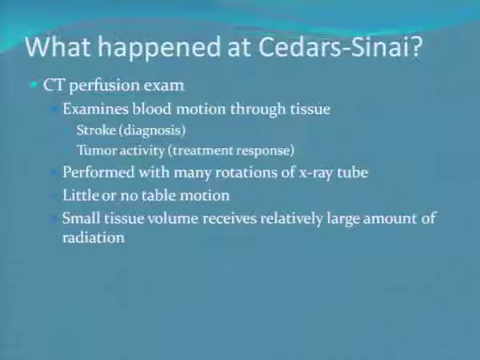 What happened at Cedars-Sinai?
CT perfusion exam
Examines blood motion through tissue
Stroke (diagnosis)
Tumor activity (treatment response)
Performed with many rotations of x-ray tube
Little or no table motion
Small tissue volume receives relatively large amount of
radiation